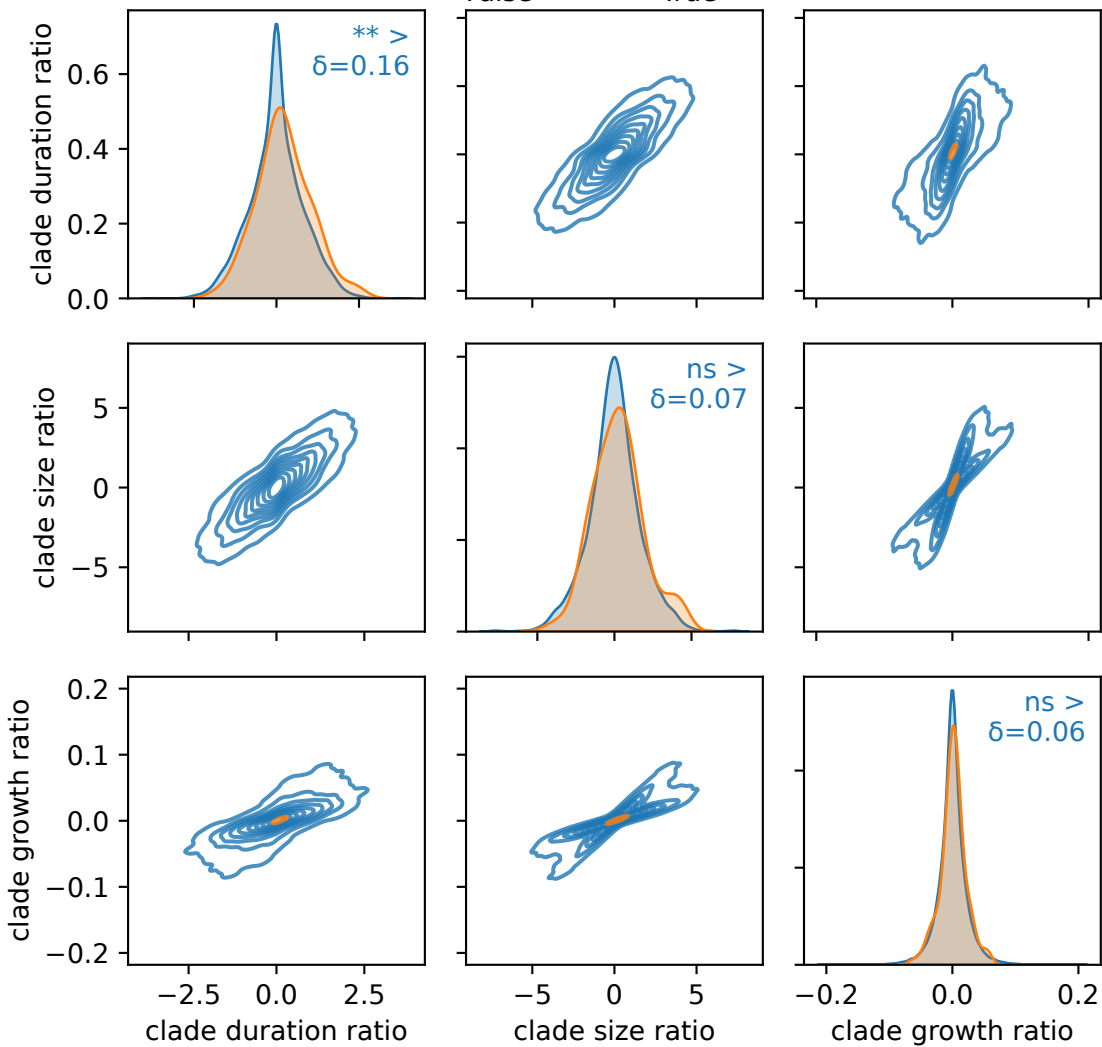 clade duration ratio
0.6
0.4
0.2
0.0
** >
δ=0.16
clade size ratio
5
0
−5
ns >
δ=0.07
clade growth ratio
0.2
0.1
0.0
−0.1
−0.2
ns >
δ=0.06
−2.5
0.0
2.5
−5
0
5
−0.2
0.0
0.2
clade duration ratio
clade size ratio
clade growth ratio